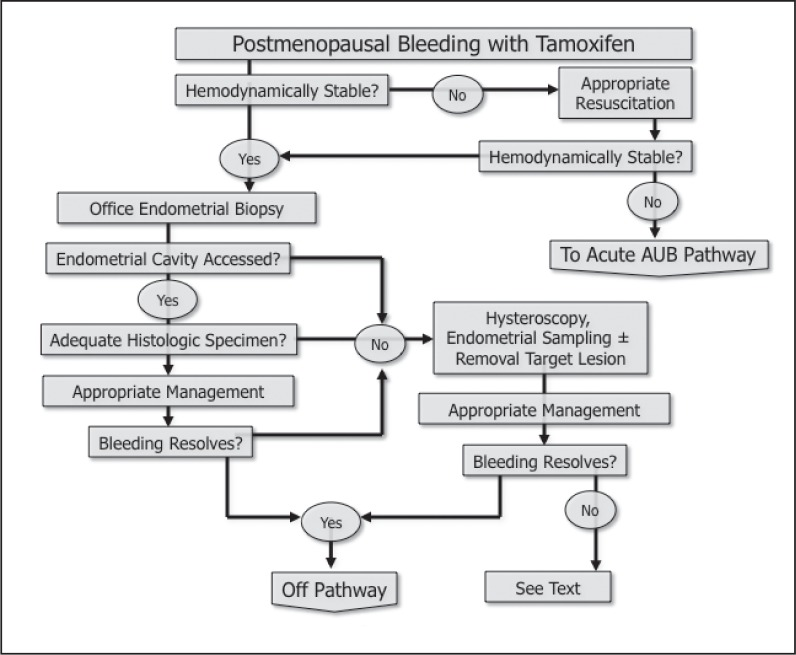 Postmenopausal Bleeding with Tamoxifen
Hemodynamically Stable?
No
Appropriate
Resuscitation
Yes
Hemodynamically Stable?
No
Office Endometrial Biopsy
To Acute AUB Pathway
Endometrial Cavity Accessed?
Yes
Adequate Histologic Specimen?
No
Hysteroscopy,
Endometrial Sampling ±
Removal Target Lesion
Appropriate Management
Appropriate Management
Bleeding Resolves?
Bleeding Resolves?
No
Yes
Off Pathway
See Text